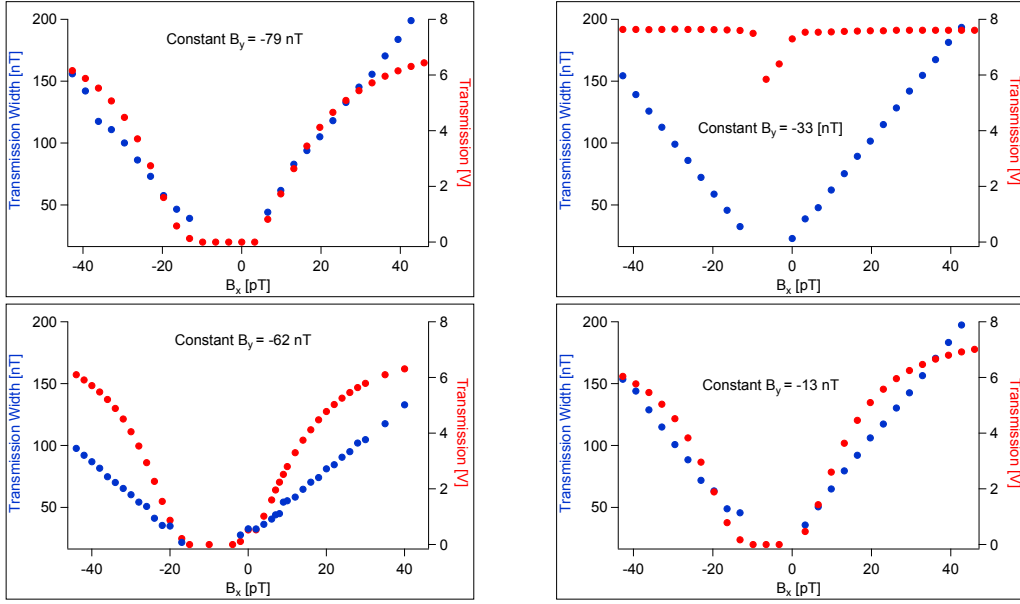 200
150
100
50
Transmission Width [nT]
Constant B_y = -79 nT
8
6
4
2
0
Transmission [V]
-40 -20 0 20 40
B_x [pT]
200
150
100
50
Transmission Width [nT]
Constant B_y = -33 [nT]
8
6
4
2
0
Transmission [V]
-40 -20 0 20 40
B_x [pT]
200
150
100
50
Transmission Width [nT]
Constant B_y = -62 nT
8
6
4
2
0
Transmission [V]
-40 -20 0 20 40
B_x [pT]
200
150
100
50
Transmission Width [nT]
Constant B_y = -13 nT
8
6
4
2
0
Transmission [V]
-40 -20 0 20 40
B_x [pT]